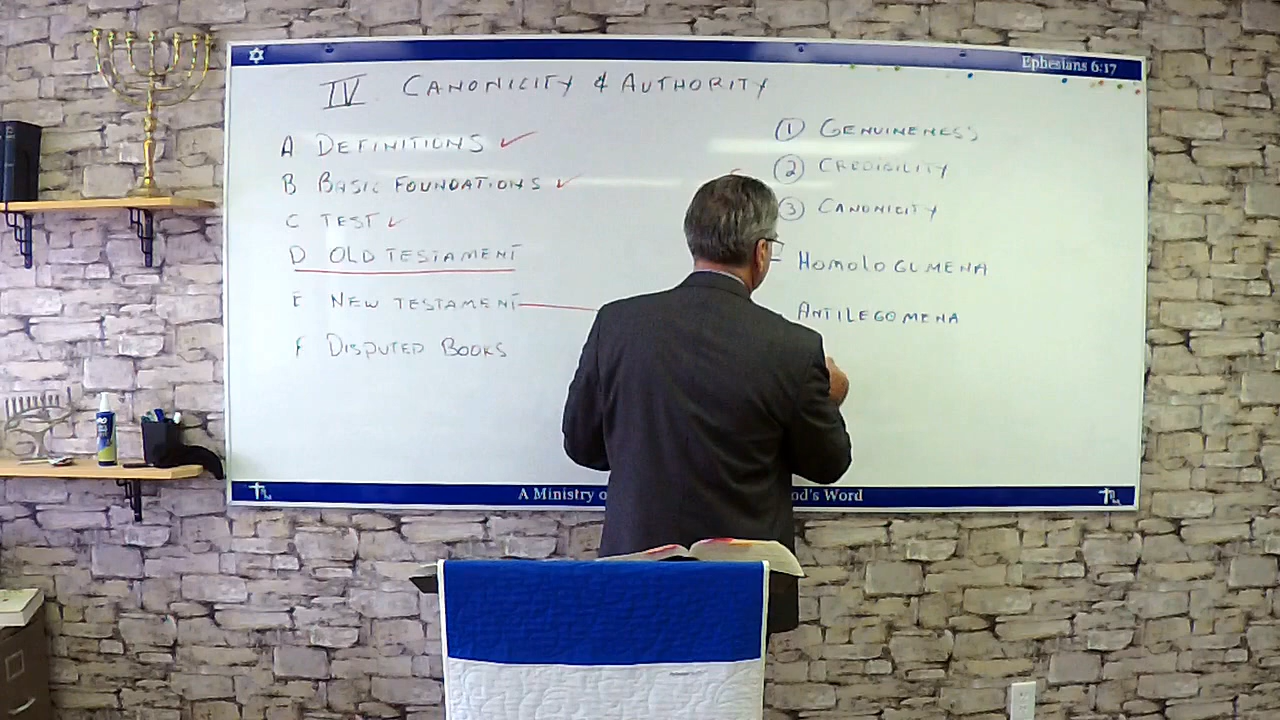 Ephesians 6:17
IV CANONICITY & AUTHORITY
A DEFINITIONS
B BASIC FOUNDATIONS
C TEST
D OLD TESTAMENT
E NEW TESTAMENT
F DISPUTED BOOKS
① GENUINENESS
② CREDIBILITY
③ CANONICITY
HOMOLOGUMENA
ANTILEGOMENA
A Ministry o
od's Word